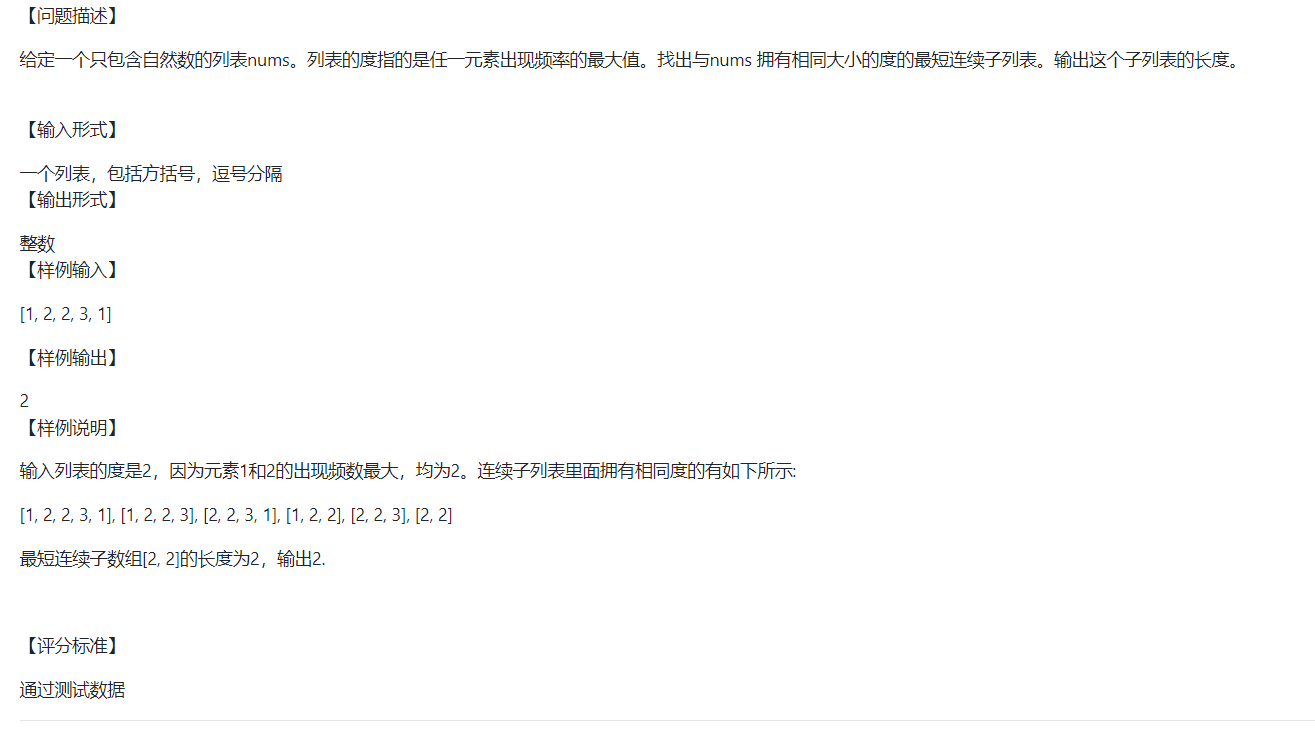 【问题描述】
给定一个只包含自然数的列表nums。列表的度指的是任一元素出现频率的最大值。找出与nums 拥有相同大小的度的最短连续子列表。输出这个子列表的长度。
【输入形式】
一个列表，包括方括号，逗号分隔
【输出形式】
整数
【样例输入】
[1, 2, 2, 3, 1]
【样例输出】
2
【样例说明】
输入列表的度是2，因为元素1和2的出现频数最大，均为2。连续子列表里面拥有相同度的有如下所示:
[1, 2, 2, 3, 1], [1, 2, 2, 3], [2, 2, 3, 1], [1, 2, 2], [2, 2, 3], [2, 2]
最短连续子数组[2, 2]的长度为2，输出2.
【评分标准】
通过测试数据